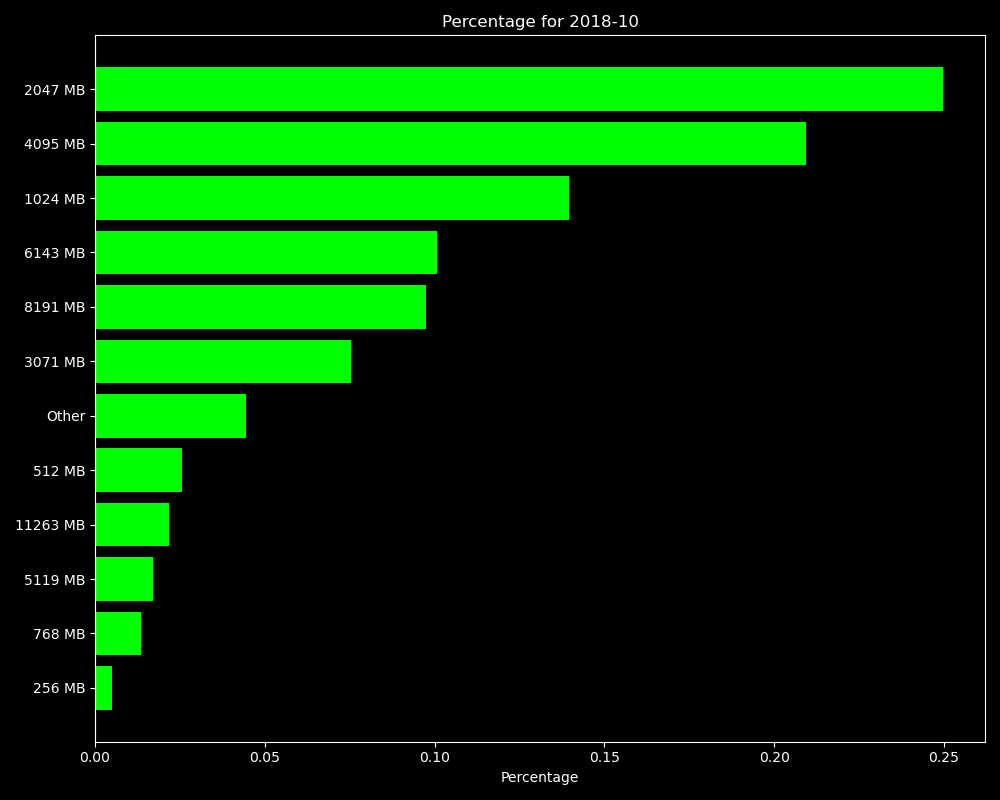 Percentage for 2018-10
2047 MB
4095 MB
1024 MB
6143 MB
8191 MB
3071 MB
Other
512 MB
11263 MB
5119 MB
768 MB
256 MB
0.00 0.05 0.10 0.15 0.20 0.25
Percentage